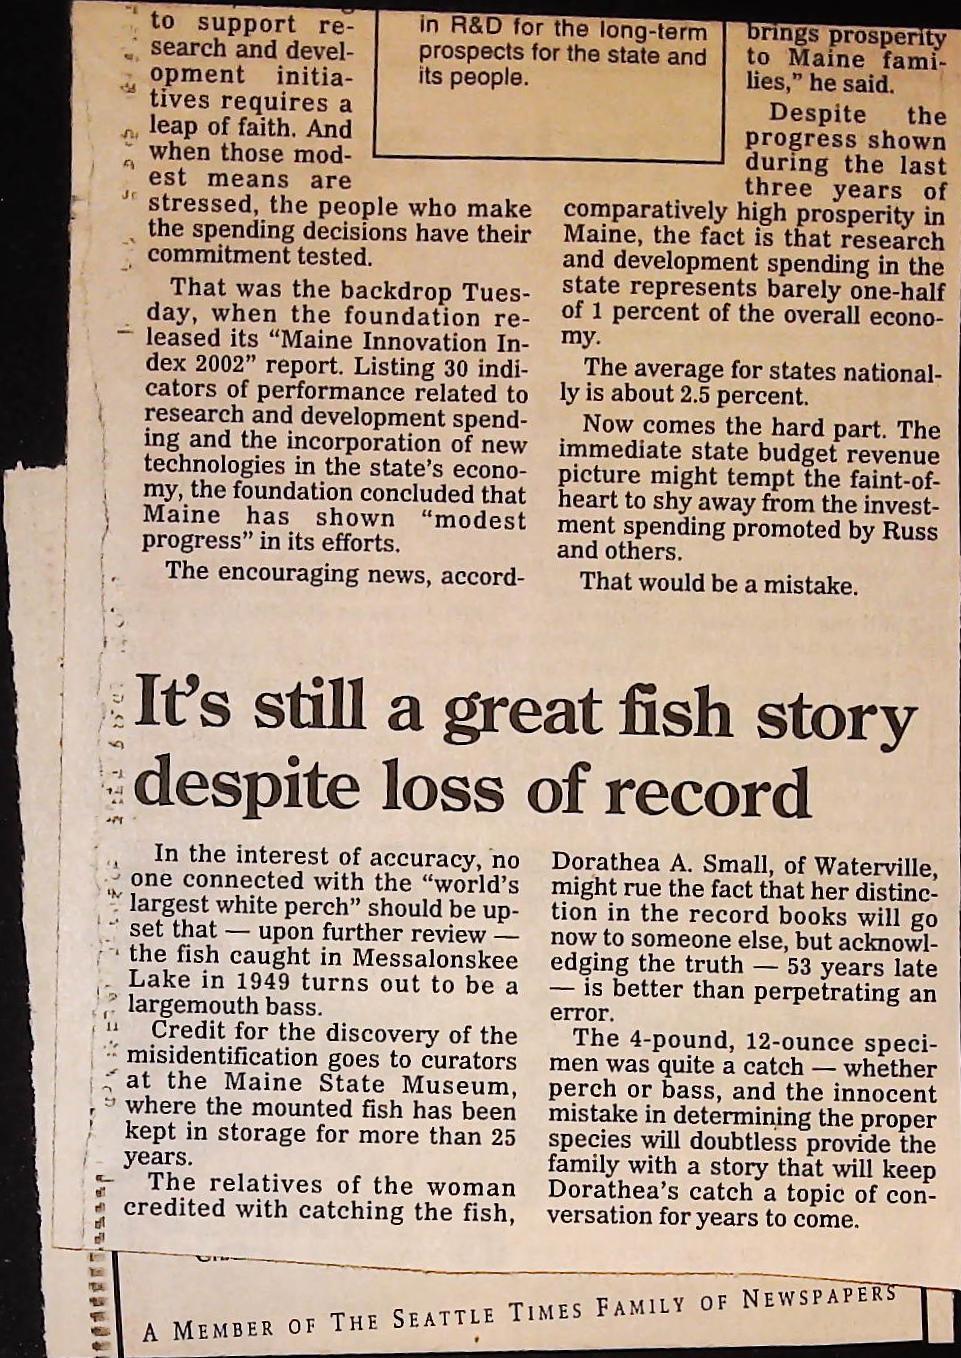 to support re-
search and devel-
opment initia-
tives requires a
leap of faith. And
when those mod-
est means are
stressed, the people who make
the spending decisions have their
commitment tested.
That was the backdrop Tues-
day, when the foundation re-
leased its “Maine Innovation In-
dex 2002” report. Listing 30 indi-
cators of performance related to
research and development spend-
ing and the incorporation of new
technologies in the state’s econo-
my, the foundation concluded that
Maine has shown “modest
progress” in its efforts.
The encouraging news, accord-
in R&D for the long-term
prospects for the state and
its people.
brings prosperity
to Maine fami-
lies,” he said.
Despite the
progress shown
during the last
three years of
comparatively high prosperity in
Maine, the fact is that research
and development spending in the
state represents barely one-half
of 1 percent of the overall econo-
my.
The average for states national-
ly is about 2.5 percent.
Now comes the hard part. The
immediate state budget revenue
picture might tempt the faint-of-
heart to shy away from the invest-
ment spending promoted by Russ
and others.
That would be a mistake.
It’s still a great fish story
despite loss of record
In the interest of accuracy, no
one connected with the “world’s
largest white perch” should be up-
set that — upon further review —
the fish caught in Messalonskee
Lake in 1949 turns out to be a
largemouth bass.
Credit for the discovery of the
misidentification goes to curators
at the Maine State Museum,
where the mounted fish has been
kept in storage for more than 25
years.
The relatives of the woman
credited with catching the fish,
Dorathea A. Small, of Waterville,
might rue the fact that her distinc-
tion in the record books will go
now to someone else, but acknowl-
edging the truth — 53 years late
— is better than perpetrating an
error.
The 4-pound, 12-ounce speci-
men was quite a catch — whether
perch or bass, and the innocent
mistake in determining the proper
species will doubtless provide the
family with a story that will keep
Dorathea’s catch a topic of con-
versation for years to come.
A MEMBER OF THE SEATTLE TIMES FAMILY OF NEWSPAPERS